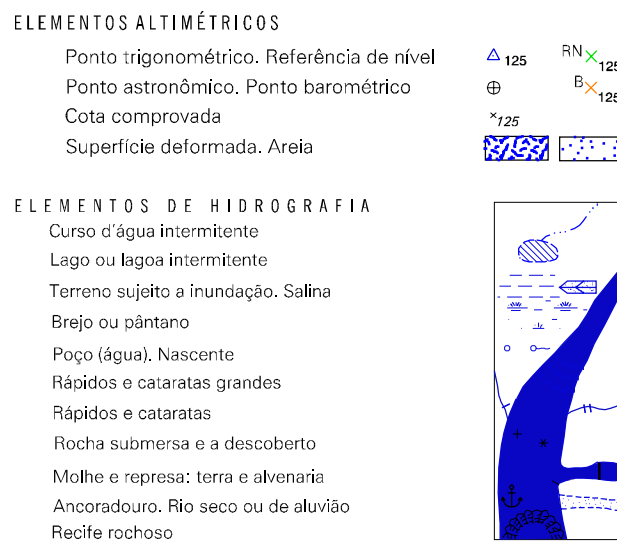 ELEMENTOS ALTIMÉTRICOS
Ponto trigonométrico. Referência de nível 125 RN 125
Ponto astronômico. Ponto barométrico B 125
Cota comprovada 125
Superfície deformada. Areia
ELEMENTOS DE HIDROGRAFIA
Curso d'água intermitente
Lago ou lagoa intermitente
Terreno sujeito a inundação. Salina
Brejo ou pântano
Poço (água). Nascente
Rápidos e cataratas grandes
Rápidos e cataratas
Rocha submersa e a descoberto
Molhe e represa: terra e alvenaria
Ancoradouro. Rio seco ou de aluvião
Recife rochoso